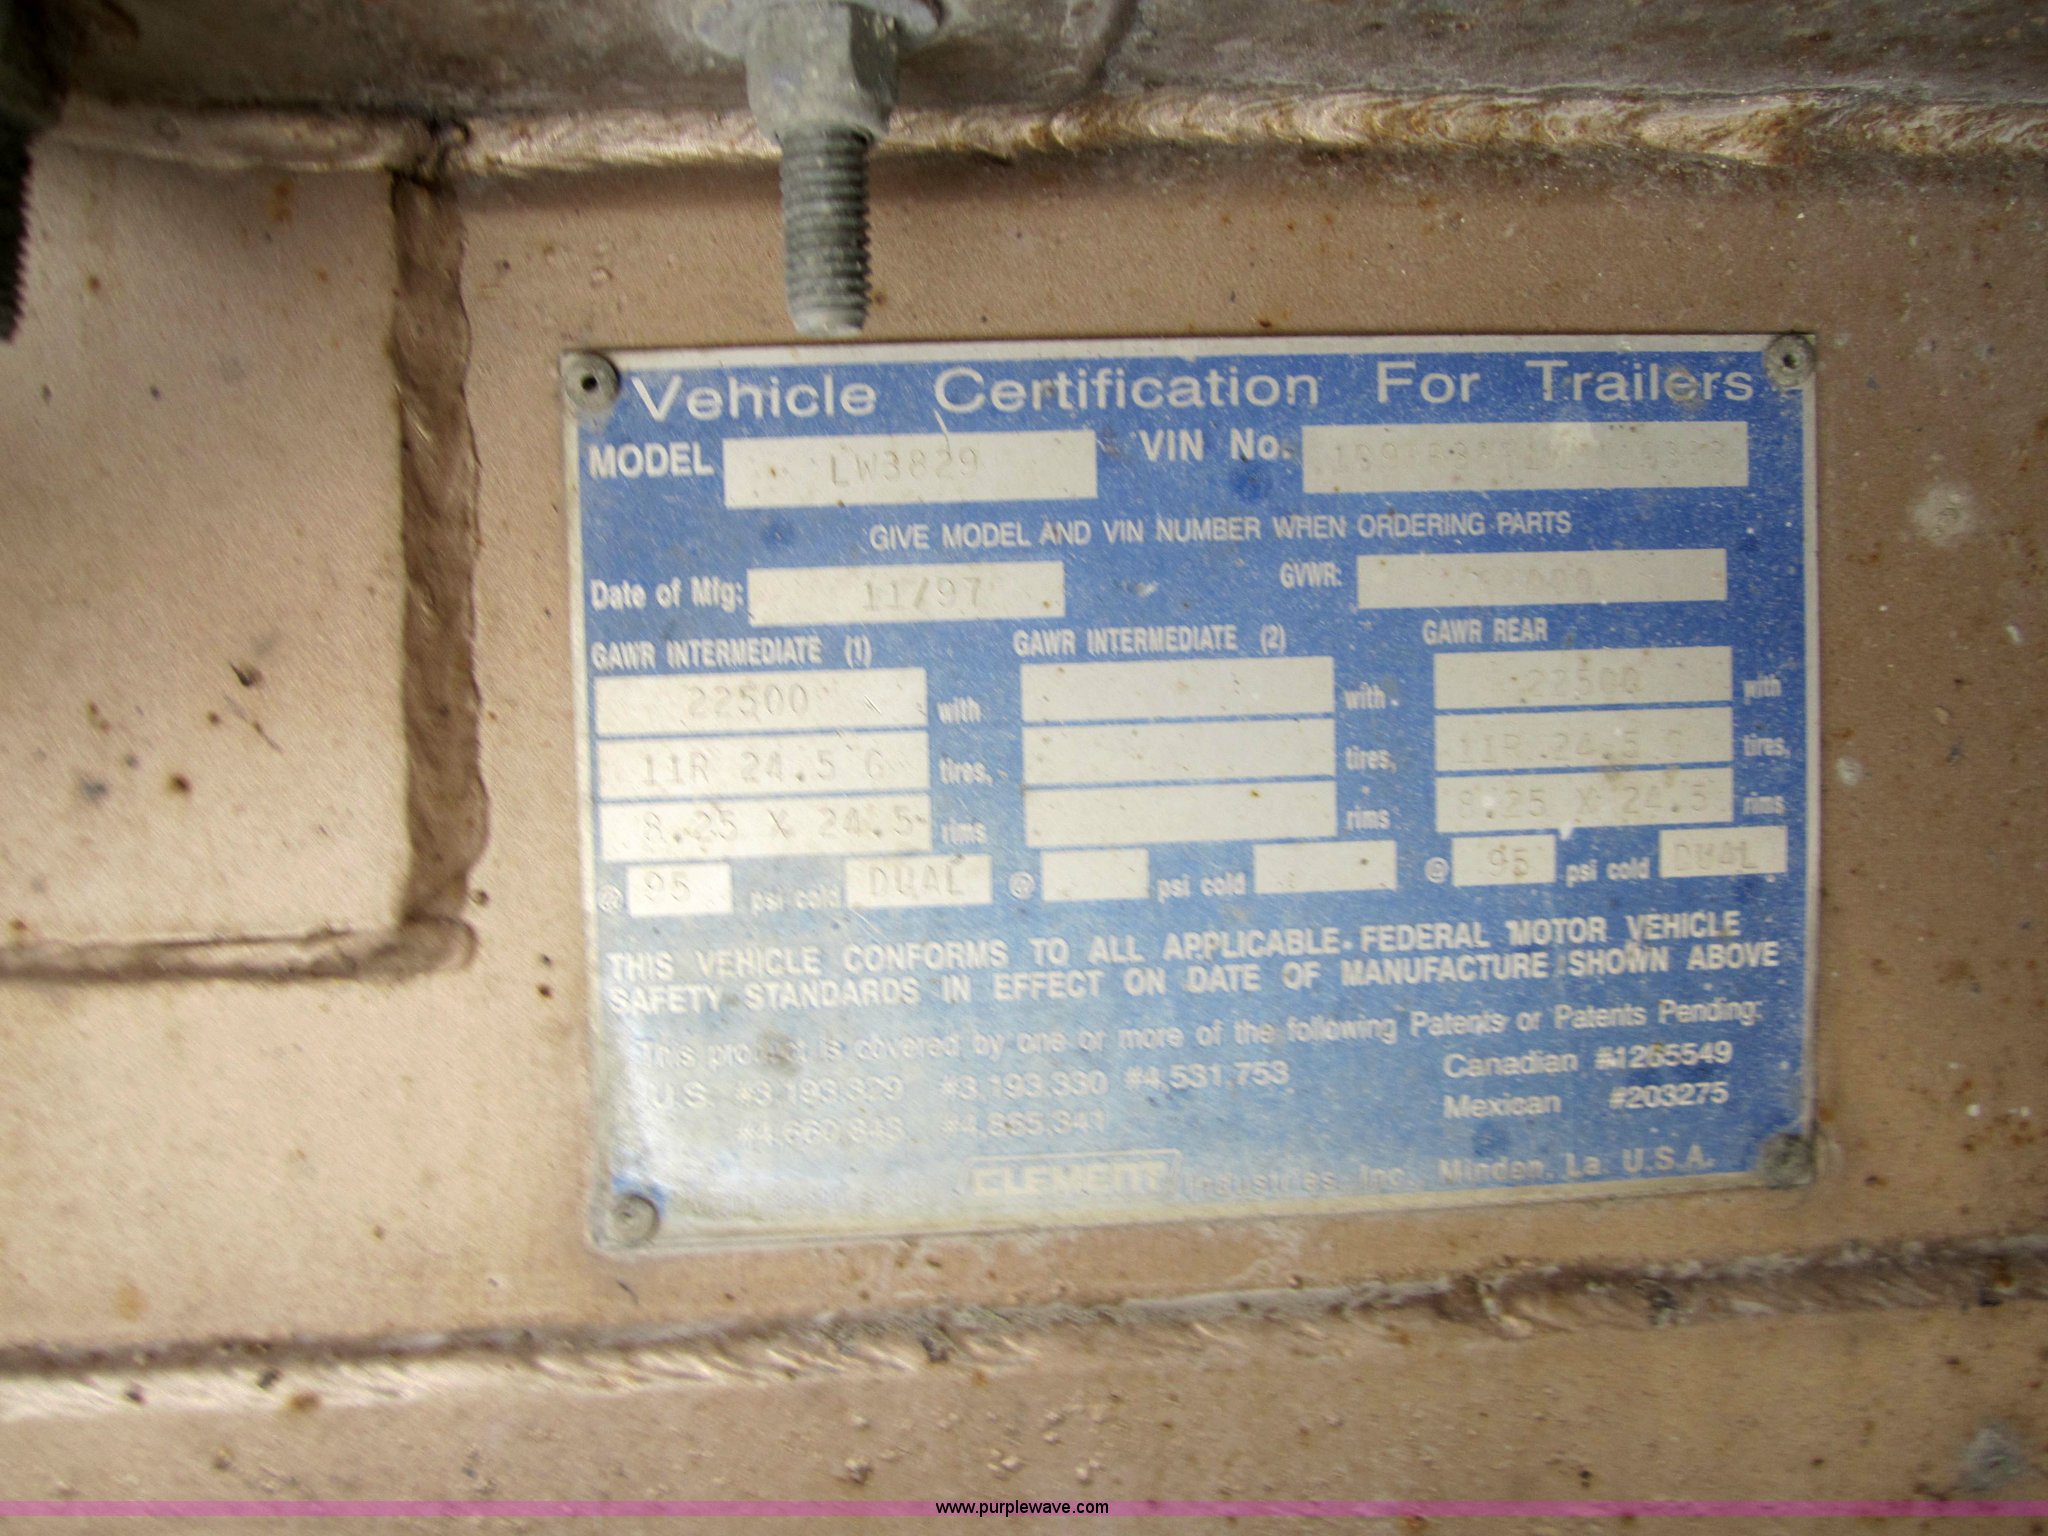 Vehicle Certification For Trailers
MODEL LW3829 VIN No.
GIVE MODEL AND VIN NUMBER WHEN ORDERING PARTS
Date of Mfg: 11/97 GVWR:
GAWR INTERMEDIATE (1) GAWR INTERMEDIATE (2) GAWR REAR
22500 with with 22500 with
11R 24.5 G tires, tires, 11R 24.5 G tires,
8.25 X 24.5 rims rims 8.25 X 24.5 rims
@ 95 psi cold DUAL @ psi cold @ 95 psi cold DUAL
THIS VEHICLE CONFORMS TO ALL APPLICABLE FEDERAL MOTOR VEHICLE
SAFETY STANDARDS IN EFFECT ON DATE OF MANUFACTURE SHOWN ABOVE
This product is covered by one or more of the following Patents or Patents Pending:
U.S. #3,193,329 #3,193,330 #4,531,753 Canadian #1265549
#4,865,341 Mexican #203275
CLEMENT Industries, Inc., Minden, La. U.S.A.
www.purplewave.com